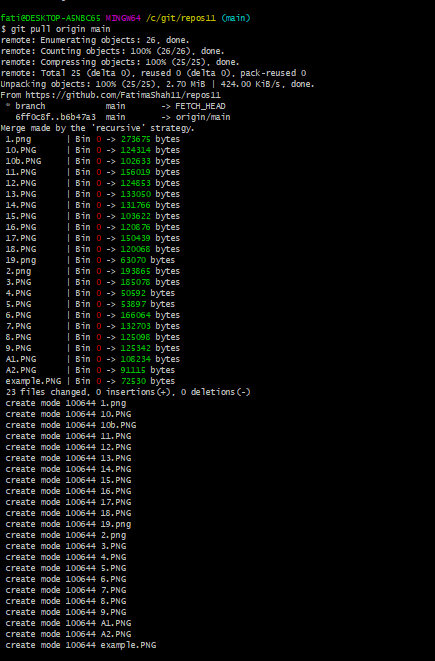 fati@DESKTOP-A5NBC65 MINGW64 /c/git/repos11 (main)
$ git pull origin main
remote: Enumerating objects: 26, done.
remote: Counting objects: 100% (26/26), done.
remote: Compressing objects: 100% (25/25), done.
remote: Total 25 (delta 0), reused 0 (delta 0), pack-reused 0
Unpacking objects: 100% (25/25), 2.70 MiB | 424.00 KiB/s, done.
From https://github.com/FatimaShah11/repos11
 * branch            main       -> FETCH_HEAD
   6ff0c8f..b6b47a3  main       -> origin/main
Merge made by the 'recursive' strategy.
 1.png       | Bin 0 -> 273675 bytes
 10.PNG      | Bin 0 -> 124314 bytes
 10b.PNG     | Bin 0 -> 102633 bytes
 11.PNG      | Bin 0 -> 156019 bytes
 12.PNG      | Bin 0 -> 124853 bytes
 13.PNG      | Bin 0 -> 133050 bytes
 14.PNG      | Bin 0 -> 131766 bytes
 15.PNG      | Bin 0 -> 103622 bytes
 16.PNG      | Bin 0 -> 120876 bytes
 17.PNG      | Bin 0 -> 150439 bytes
 18.PNG      | Bin 0 -> 120068 bytes
 19.png      | Bin 0 -> 63070 bytes
 2.png       | Bin 0 -> 193865 bytes
 3.PNG       | Bin 0 -> 185078 bytes
 4.PNG       | Bin 0 -> 50592 bytes
 5.PNG       | Bin 0 -> 53897 bytes
 6.PNG       | Bin 0 -> 166064 bytes
 7.PNG       | Bin 0 -> 132703 bytes
 8.PNG       | Bin 0 -> 125098 bytes
 9.PNG       | Bin 0 -> 125342 bytes
 A1.PNG      | Bin 0 -> 108234 bytes
 A2.PNG      | Bin 0 -> 91115 bytes
 example.PNG | Bin 0 -> 72530 bytes
 23 files changed, 0 insertions(+), 0 deletions(-)
 create mode 100644 1.png
 create mode 100644 10.PNG
 create mode 100644 10b.PNG
 create mode 100644 11.PNG
 create mode 100644 12.PNG
 create mode 100644 13.PNG
 create mode 100644 14.PNG
 create mode 100644 15.PNG
 create mode 100644 16.PNG
 create mode 100644 17.PNG
 create mode 100644 18.PNG
 create mode 100644 19.png
 create mode 100644 2.png
 create mode 100644 3.PNG
 create mode 100644 4.PNG
 create mode 100644 5.PNG
 create mode 100644 6.PNG
 create mode 100644 7.PNG
 create mode 100644 8.PNG
 create mode 100644 9.PNG
 create mode 100644 A1.PNG
 create mode 100644 A2.PNG
 create mode 100644 example.PNG